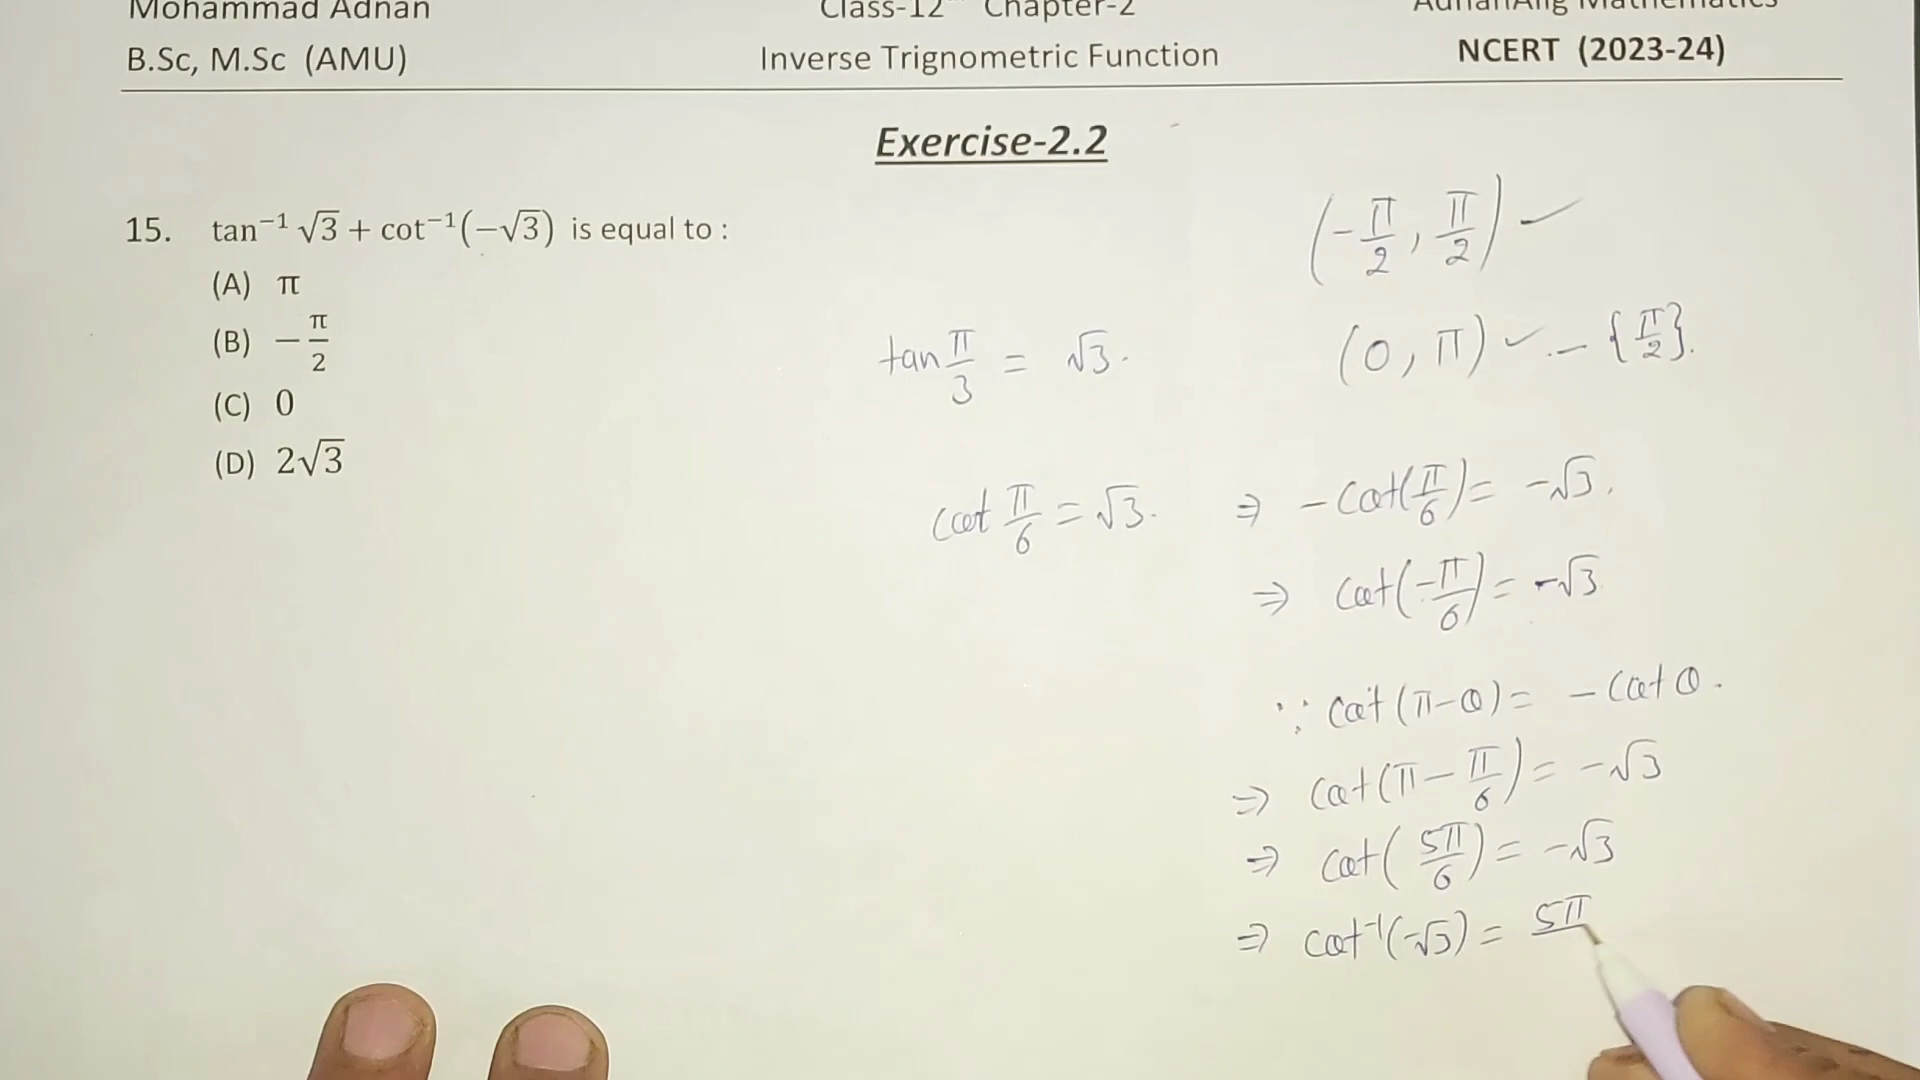 Mohammad Adnan
Class-12th Chapter-2
AdnanAlig Mathematics
B.Sc, M.Sc (AMU)
Inverse Trignometric Function
NCERT (2023-24)
Exercise-2.2
15. tan⁻¹ √3 + cot⁻¹(−√3) is equal to :
(A) π
(B) −π/2
(C) 0
(D) 2√3
(-π/2, π/2) ✓
(0, π) ✓ - {π/2}.
tan π/3 = √3.
cot π/6 = √3. ⇒ -cot(π/6) = -√3.
⇒ cot(-π/6) = -√3
∵ cot(π-θ) = -cot θ.
⇒ cot(π - π/6) = -√3
⇒ cot(5π/6) = -√3
⇒ cot⁻¹(-√3) = 5π